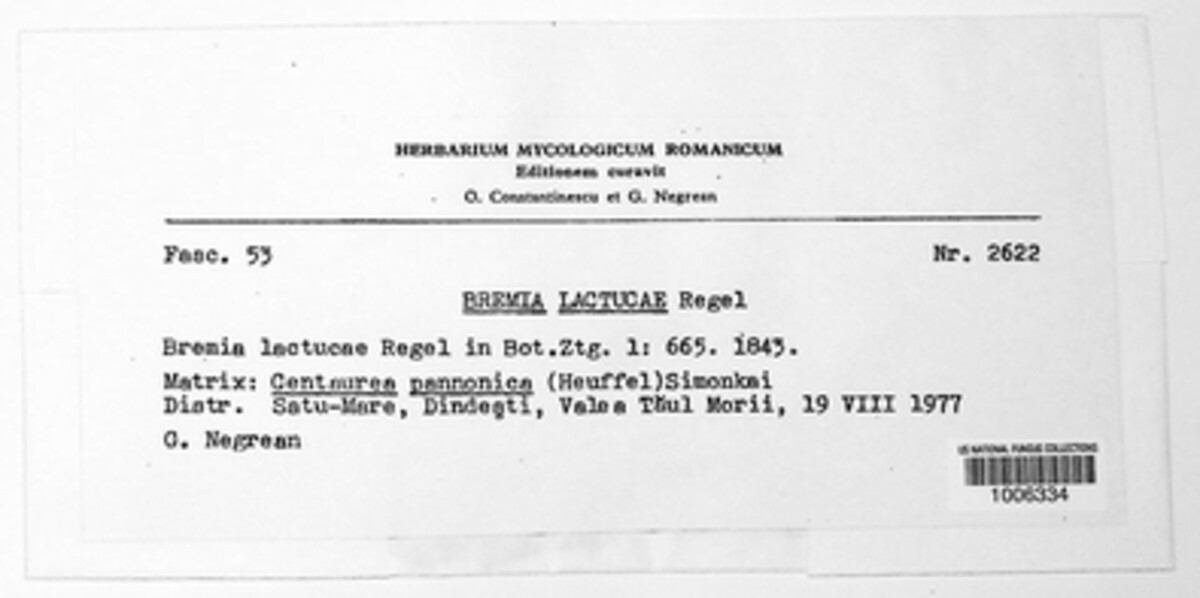 HERBARIUM MYCOLOGICUM ROMANICUM
Editionem curavit
O. Constantinescu et G. Negrean
Fasc. 53 Nr. 2622
BREMIA LACTUCAE Regel
Bremia lactucae Regel in Bot.Ztg. 1: 665. 1843.
Matrix: Centaurea pannonica (Heuffel)Simonkai
Distr. Satu-Mare, Dindeşti, Valea Morii, 19 VIII 1977
G. Negrean
US NATIONAL FUNGUS COLLECTIONS
1006334